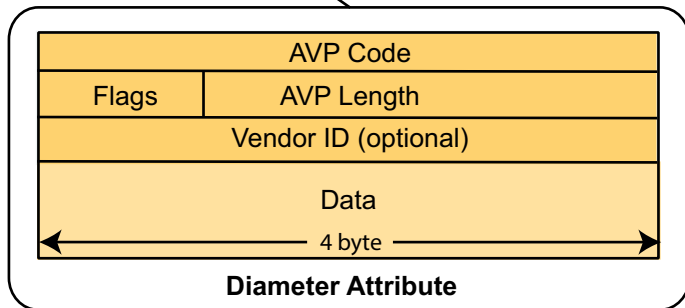 AVP Code
Flags AVP Length
Vendor ID (optional)
Data
4 byte
Diameter Attribute